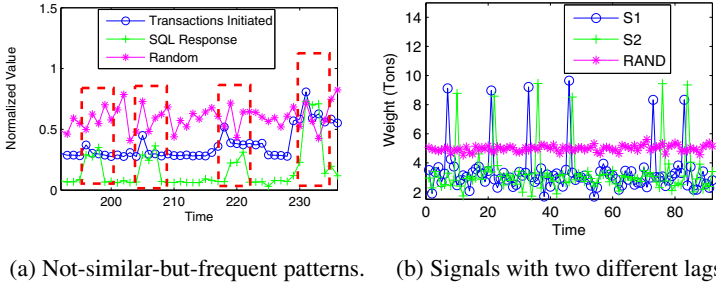 1.5
1
0.5
0
Normalized Value
200
210
220
230
Time
Transactions Initiated
SQL Response
Random
14
12
10
8
6
4
2
Weight (Tons)
0
20
40
60
80
Time
S1
S2
RAND
(a) Not-similar-but-frequent patterns.
(b) Signals with two different lags